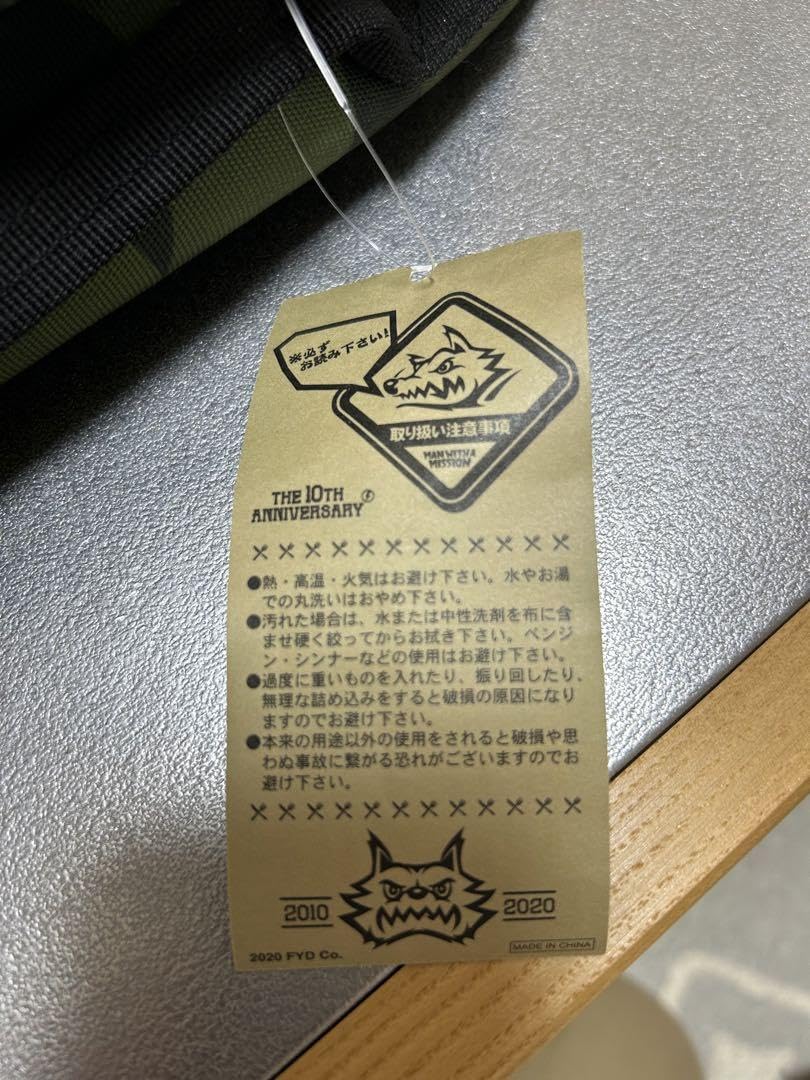 ※必ず
お読み下さい!
取り扱い注意事項
MAN WITH A
MISSION
THE 10TH
ANNIVERSARY
●熱・高温・火気はお避け下さい。水やお湯
での丸洗いはおやめ下さい。
●汚れた場合は、水または中性洗剤を布に含
ませ硬く絞ってからお拭き下さい。ベンジ
ン・シンナーなどの使用はお避け下さい。
●過度に重いものを入れたり、振り回したり、
無理な詰め込みをすると破損の原因になり
ますのでお避け下さい。
●本来の用途以外の使用をされると破損や思
わぬ事故に繋がる恐れがございますのでお
避け下さい。
2010
2020
2020 FYD Co.
MADE IN CHINA